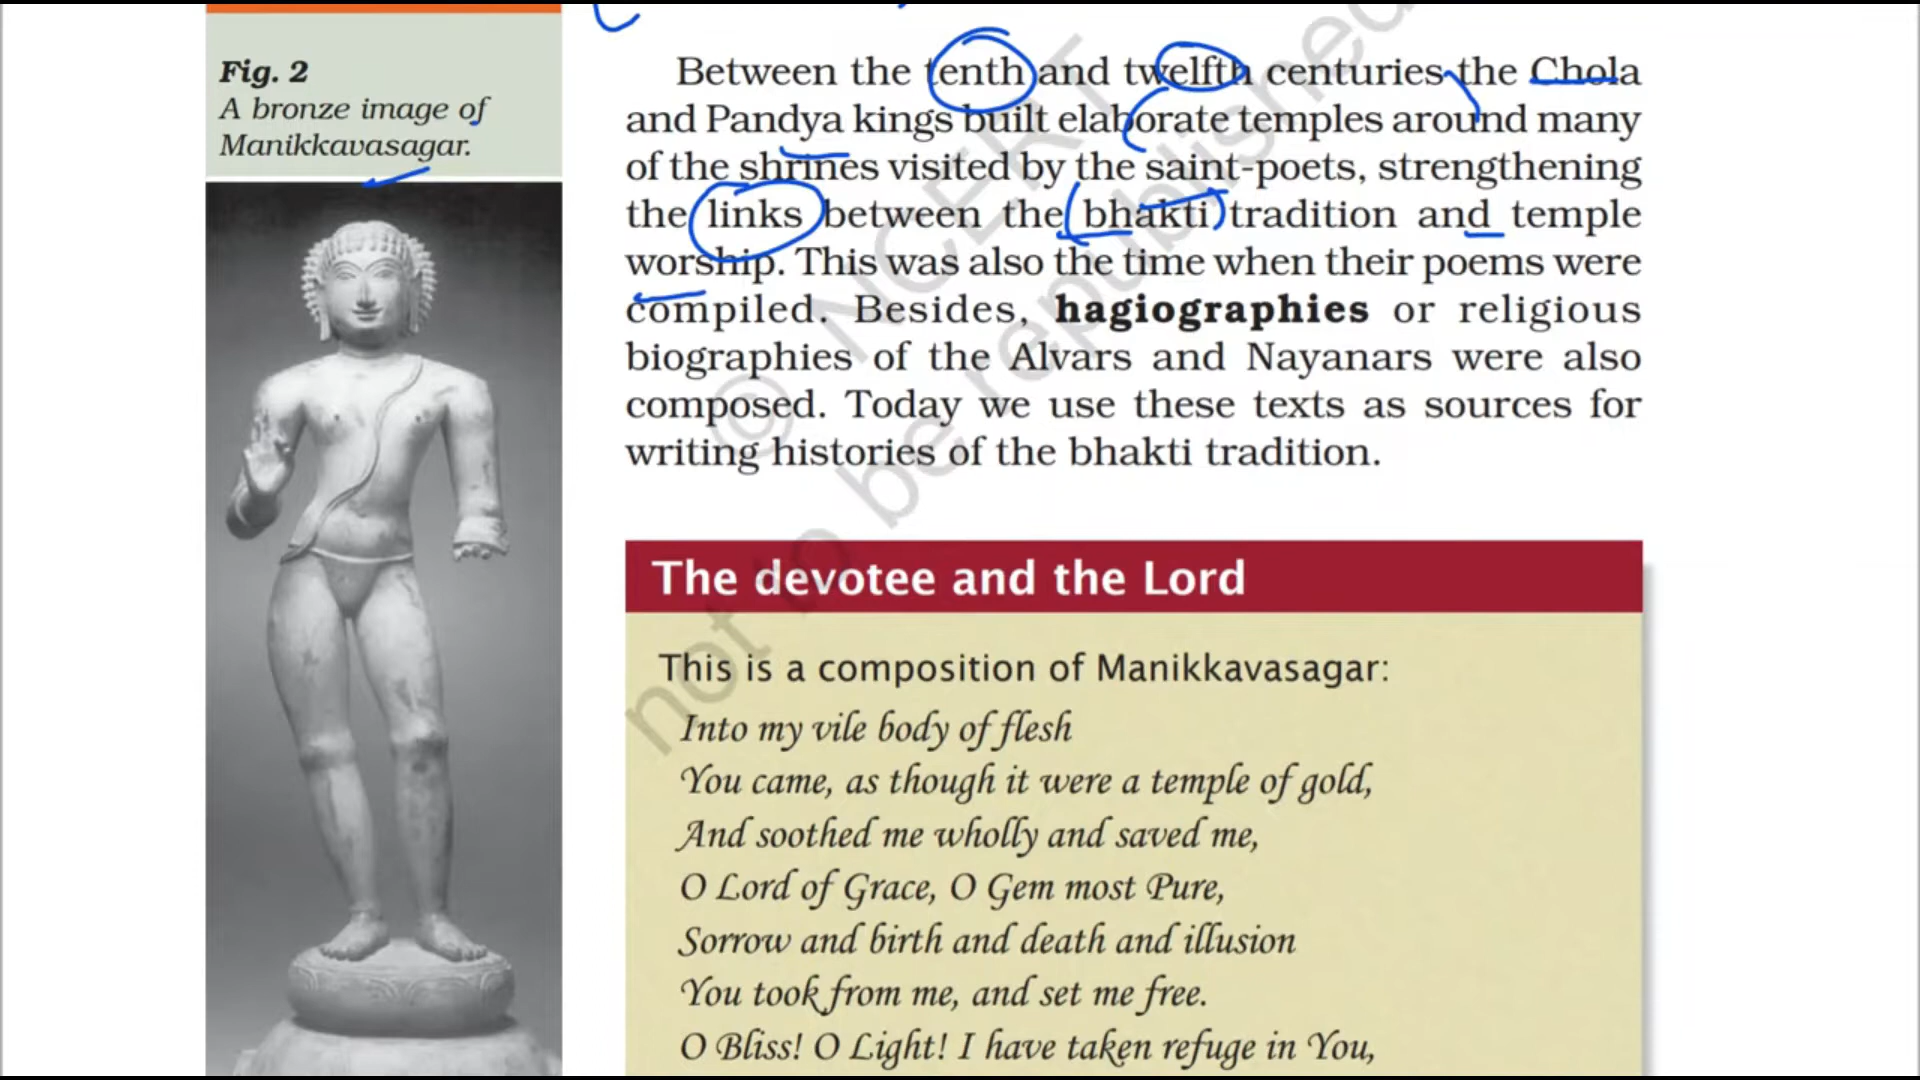 Fig. 2
A bronze image of
Manikkavasagar.
Between the tenth and twelfth centuries the Chola
and Pandya kings built elaborate temples around many
of the shrines visited by the saint-poets, strengthening
the links between the bhakti tradition and temple
worship. This was also the time when their poems were
compiled. Besides, hagiographies or religious
biographies of the Alvars and Nayanars were also
composed. Today we use these texts as sources for
writing histories of the bhakti tradition.
© NCERT
not to be republished
The devotee and the Lord
This is a composition of Manikkavasagar:
Into my vile body of flesh
You came, as though it were a temple of gold,
And soothed me wholly and saved me,
O Lord of Grace, O Gem most Pure,
Sorrow and birth and death and illusion
You took from me, and set me free.
O Bliss! O Light! I have taken refuge in You,